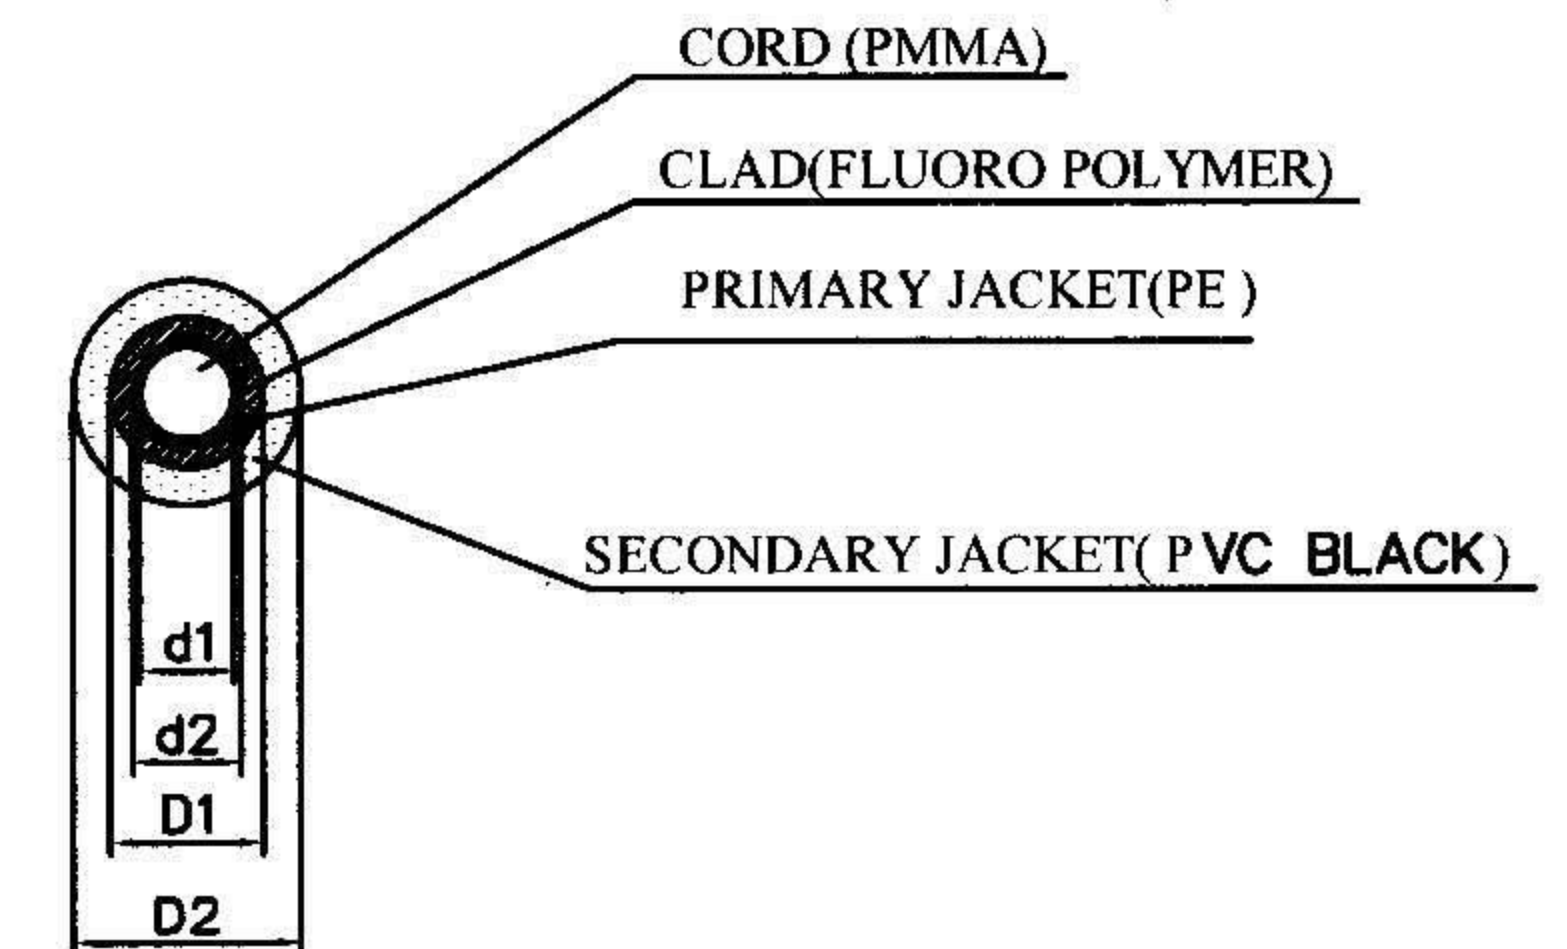 CORD (PMMA)
CLAD(FLUORO POLYMER)
PRIMARY JACKET(PE )
SECONDARY JACKET( PVC BLACK)
d1
d2
D1
D2